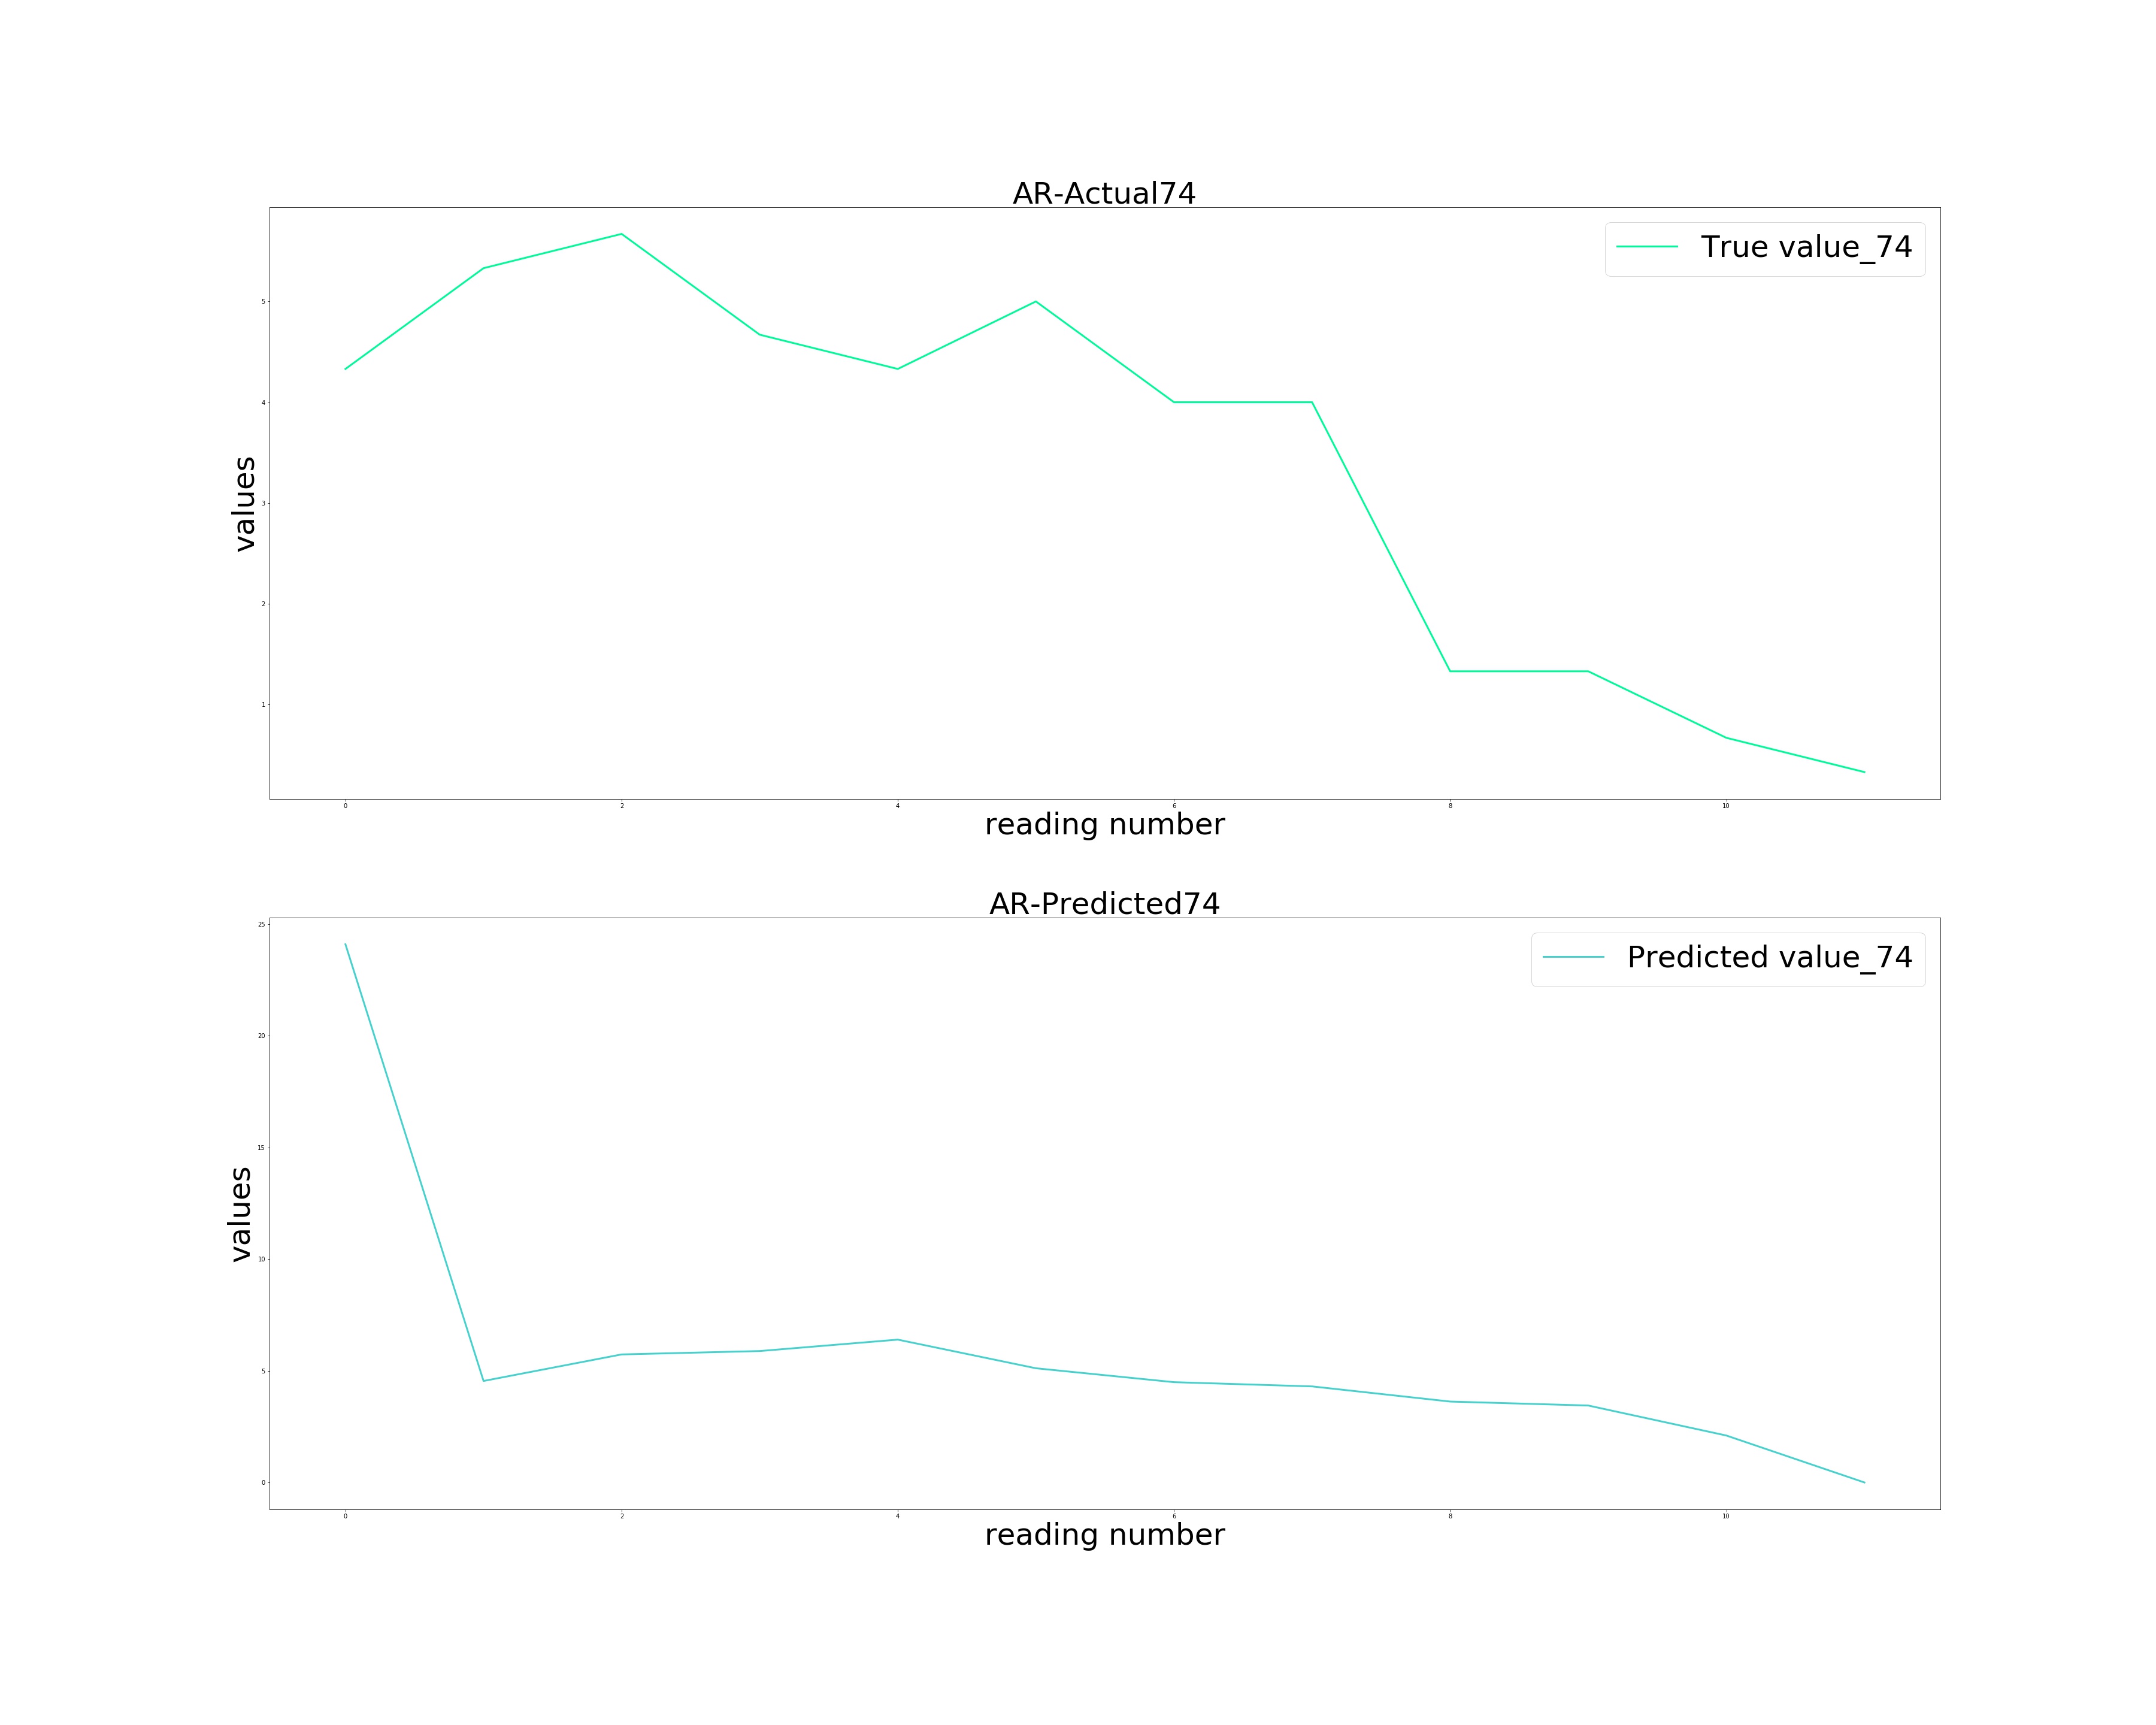 AR-Actual74
True value_74
5
4
3
2
1
values
0 2 4 6 8 10
reading number
AR-Predicted74
Predicted value_74
25
20
15
10
5
0
values
0 2 4 6 8 10
reading number